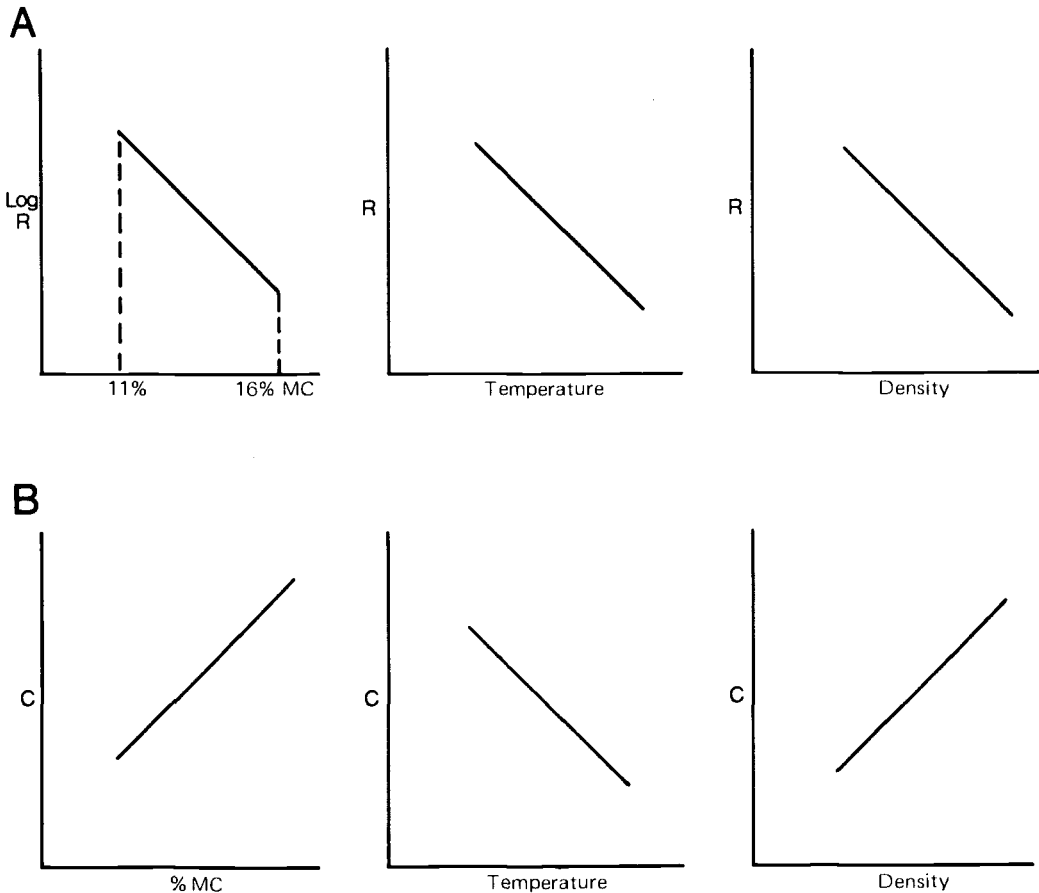 A
Log
R
11%
16% MC
R
Temperature
R
Density
B
C
% MC
C
Temperature
C
Density